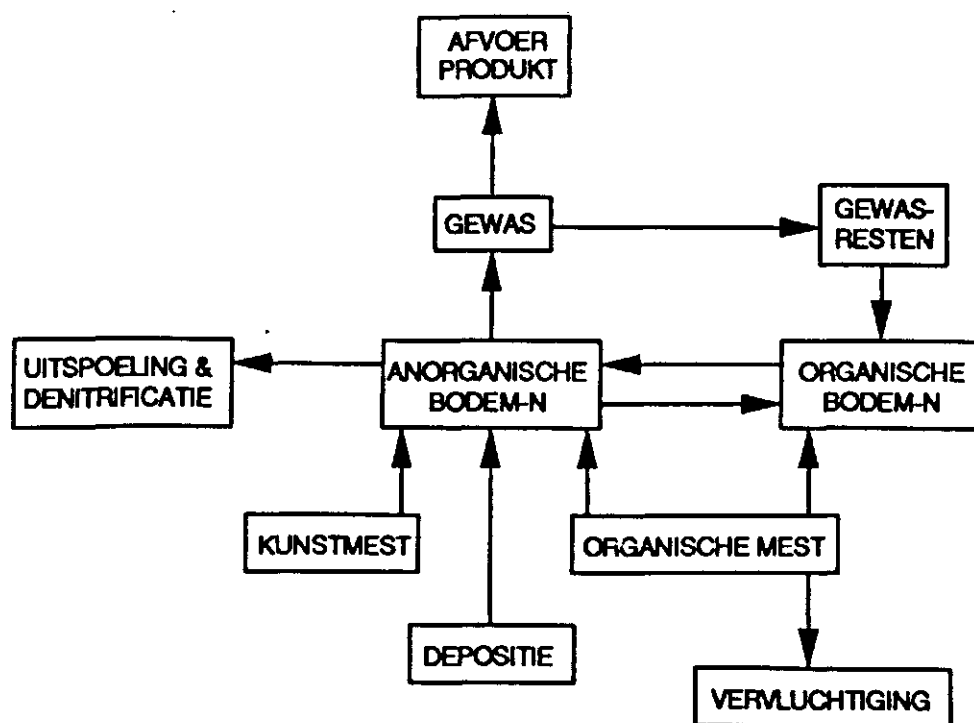 AFVOER
PRODUKT
GEWAS
GEWAS-
RESTEN
UITSPOELING &
DENITRIFICATIE
ANORGANISCHE
BODEM-N
ORGANISCHE
BODEM-N
KUNSTMEST
ORGANISCHE MEST
DEPOSITIE
VERVLUCHTIGING